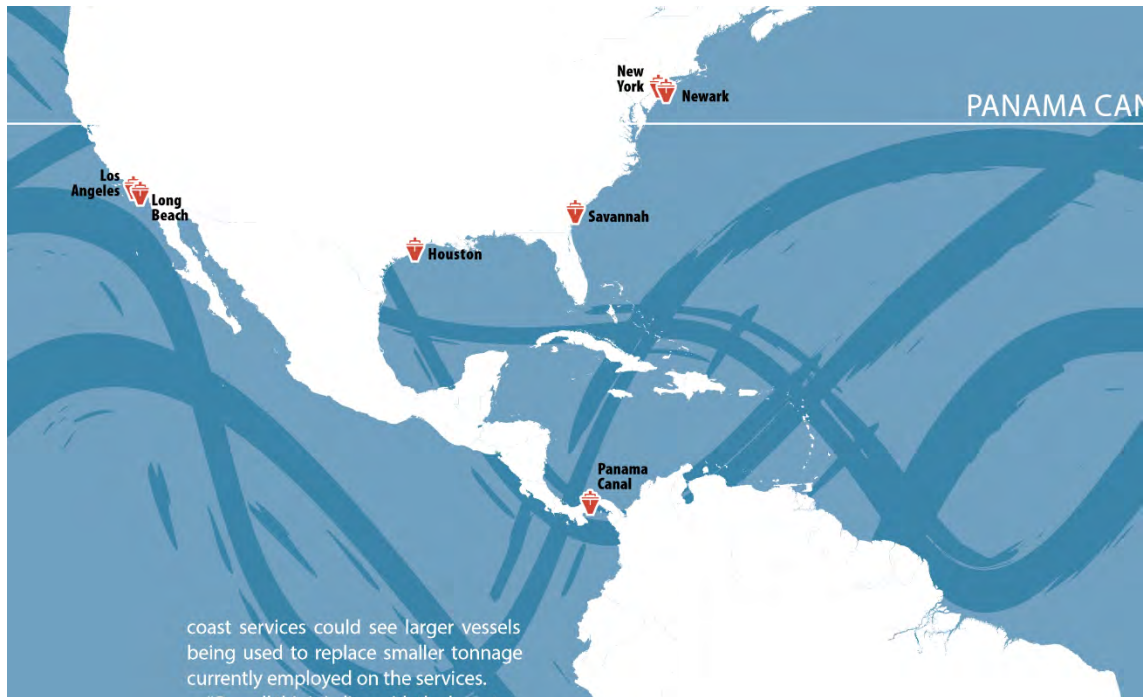 New
York
Newark
PANAMA CAN
Los
Angeles
Long
Beach
Savannah
Houston
Panama
Canal
coast services could see larger vessels
being used to replace smaller tonnage
currently employed on the services.